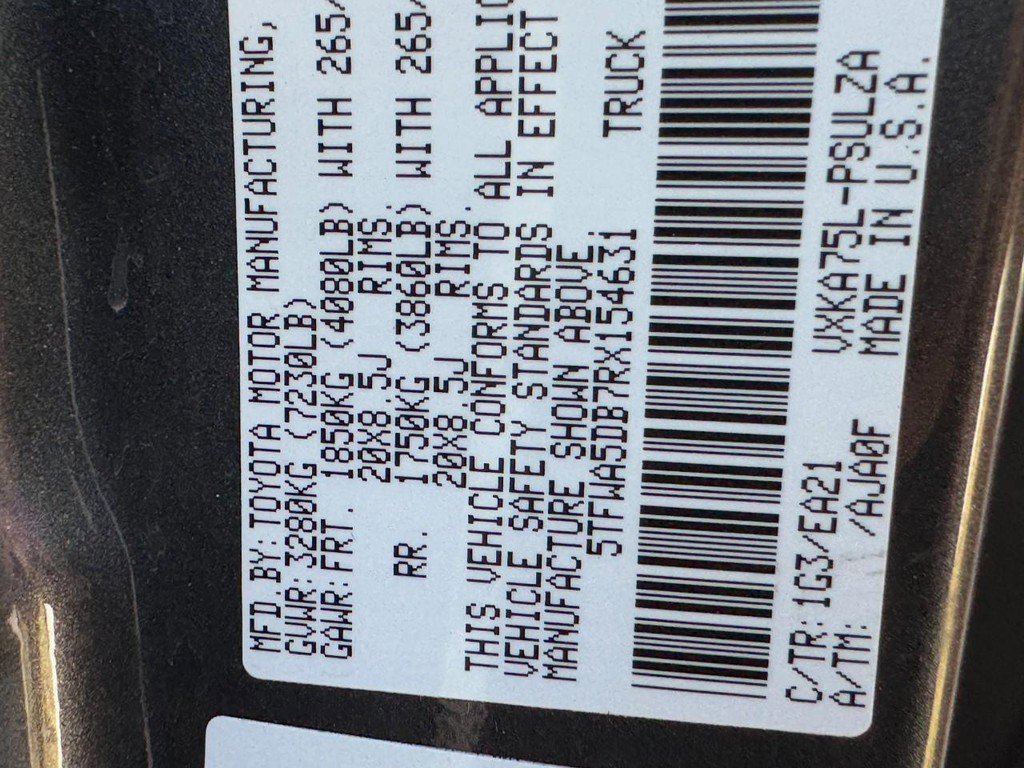 MFD.BY:TOYOTA MOTOR MANUFACTURING,
GVWR:3280KG (7230LB)
GAWR:FRT. 1850KG (4080LB) WITH 265/
20X8.5J RIMS
RR. 1750KG (3860LB) WITH 265/
20X8.5J RIMS.
THIS VEHICLE CONFORMS TO ALL APPLIC
VEHICLE SAFETY STANDARDS IN EFFECT
MANUFACTURE SHOWN ABOVE.
5TFWA5DB7RX154631 TRUCK
C/TR:1G3/EA21 VXKA75L-PSULZA
A/TM: /AJA0F MADE IN U.S.A.